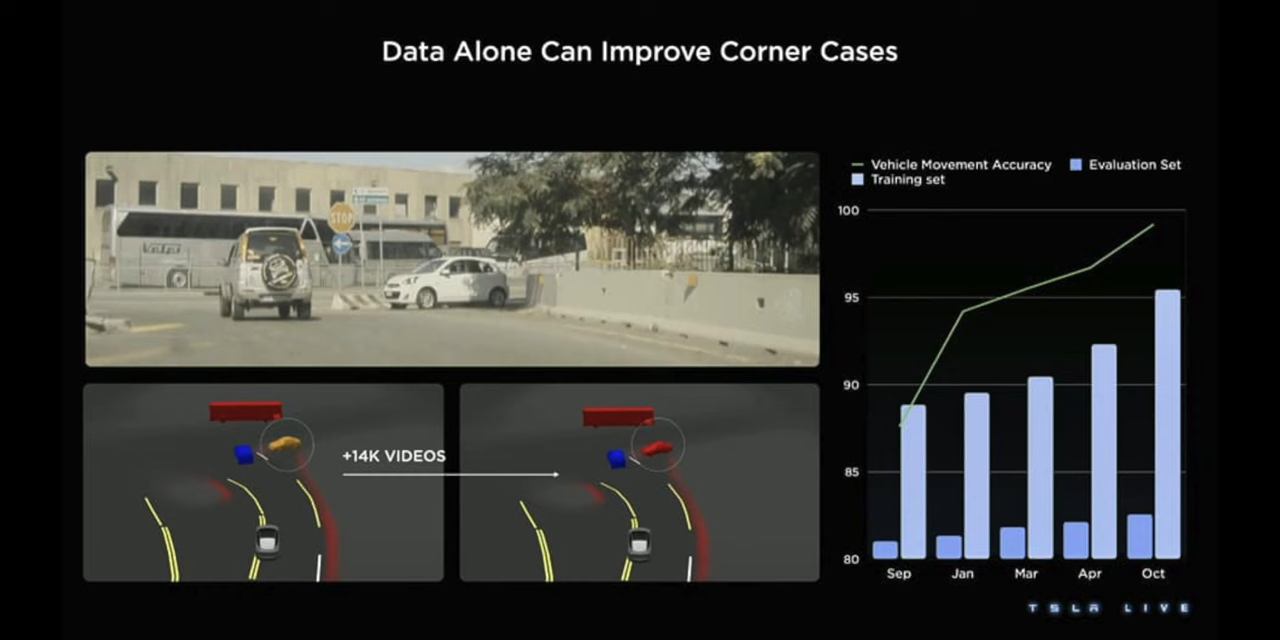 Data Alone Can Improve Corner Cases
STOP
Vehicle Movement Accuracy
Evaluation Set
Training set
100
95
90
85
80
Sep
Jan
Mar
Apr
Oct
+14K VIDEOS
TSLA LIVE